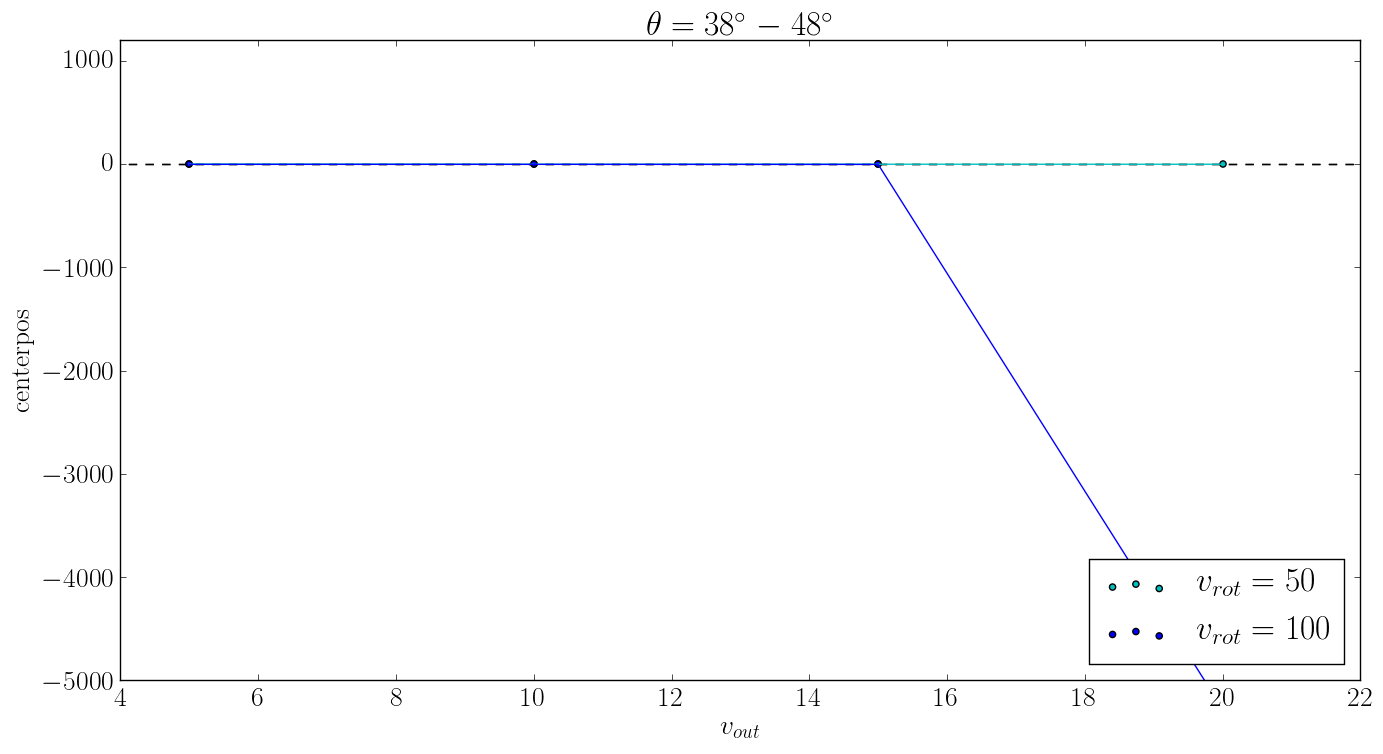 θ = 38° − 48°
1000
0
−1000
−2000
−3000
−4000
−5000
centerpos
4 6 8 10 12 14 16 18 20 22
v_out
v_rot = 50
v_rot = 100